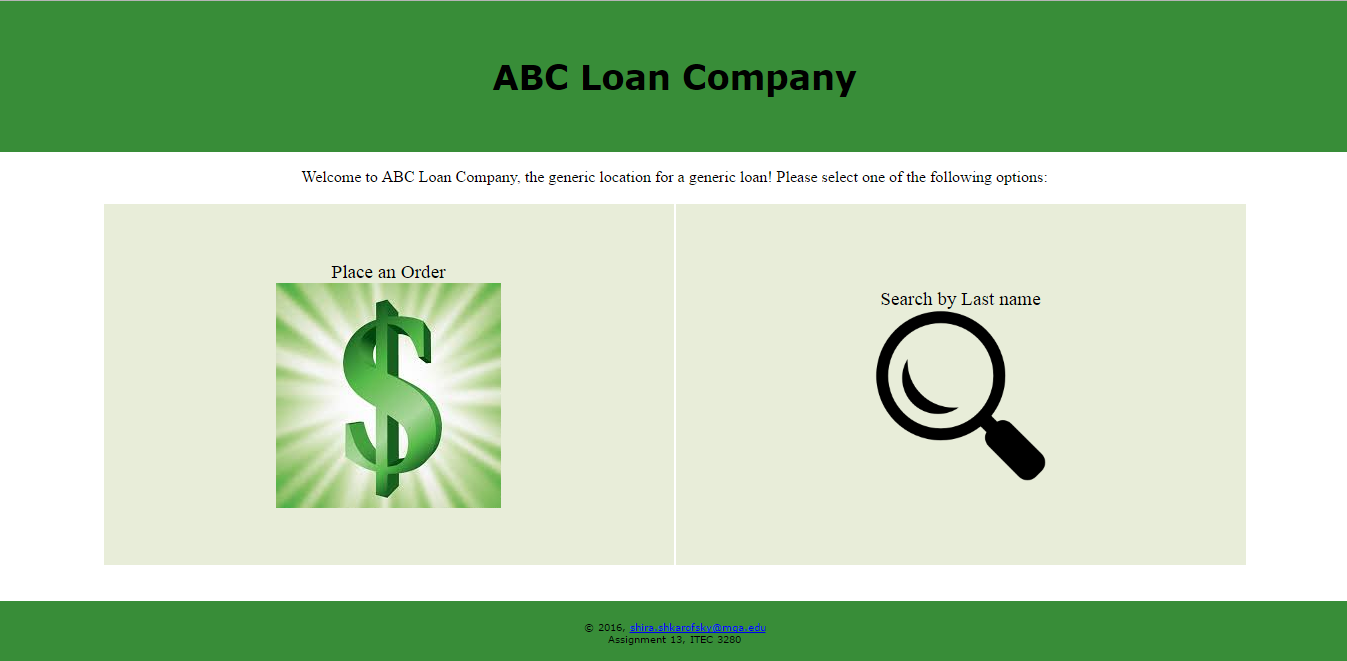 ABC Loan Company
Welcome to ABC Loan Company, the generic location for a generic loan! Please select one of the following options:
Place an Order
Search by Last name
© 2016, shira.shkarofsky@mga.edu
Assignment 13, ITEC 3280